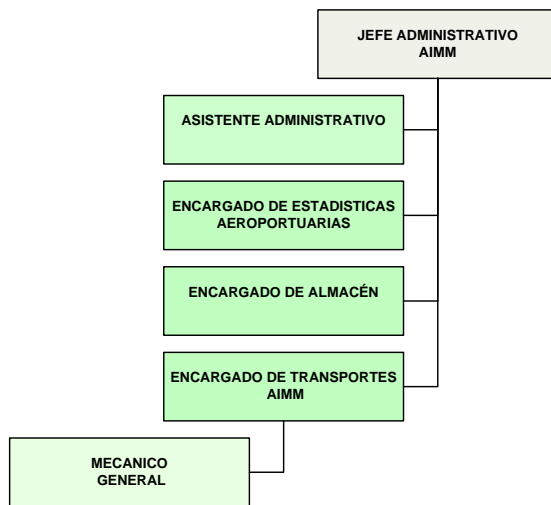 JEFE ADMINISTRATIVO
AIMM
ASISTENTE ADMINISTRATIVO
ENCARGADO DE ESTADISTICAS
AEROPORTUARIAS
ENCARGADO DE ALMACÉN
ENCARGADO DE TRANSPORTES
AIMM
MECANICO
GENERAL